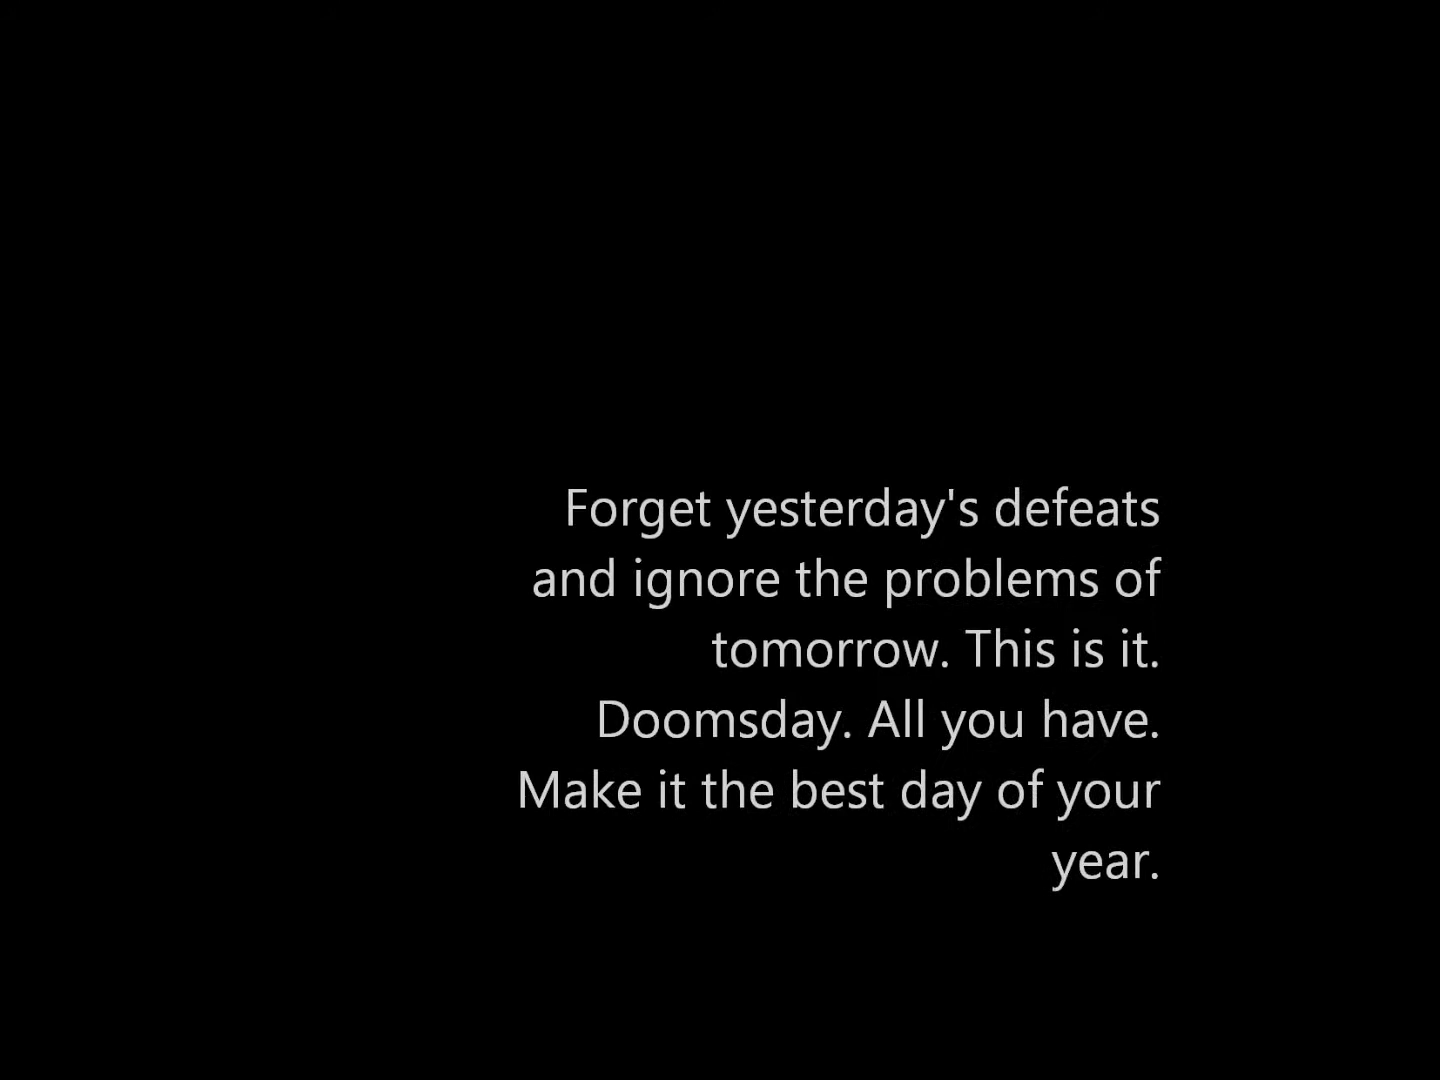 Forget yesterday's defeats
and ignore the problems of
tomorrow. This is it.
Doomsday. All you have.
Make it the best day of your
year.